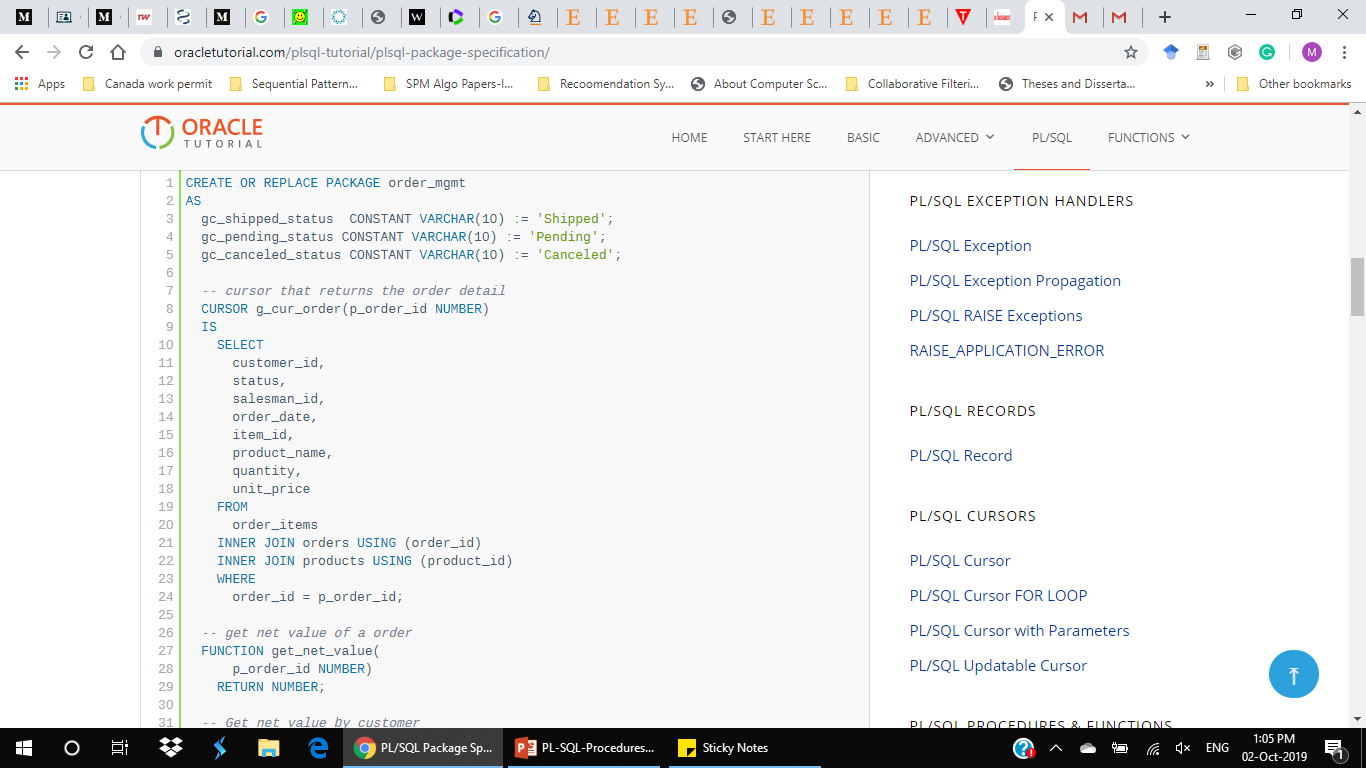 oracletutorial.com/plsql-tutorial/plsql-package-specification/
M
Apps
Canada work permit
Sequential Pattern...
SPM Algo Papers-I...
Recoomendation Sy...
About Computer Sc...
Collaborative Filteri...
Theses and Disserta...
»
Other bookmarks
ORACLE
TUTORIAL
HOME
START HERE
BASIC
ADVANCED
PL/SQL
FUNCTIONS
1 CREATE OR REPLACE PACKAGE order_mgmt
2 AS
3 gc_shipped_status  CONSTANT VARCHAR(10) := 'Shipped';
4 gc_pending_status CONSTANT VARCHAR(10) := 'Pending';
5 gc_canceled_status CONSTANT VARCHAR(10) := 'Canceled';
6
7 -- cursor that returns the order detail
8 CURSOR g_cur_order(p_order_id NUMBER)
9 IS
10 SELECT
11 customer_id,
12 status,
13 salesman_id,
14 order_date,
15 item_id,
16 product_name,
17 quantity,
18 unit_price
19 FROM
20 order_items
21 INNER JOIN orders USING (order_id)
22 INNER JOIN products USING (product_id)
23 WHERE
24 order_id = p_order_id;
25
26 -- get net value of a order
27 FUNCTION get_net_value(
28 p_order_id NUMBER)
29 RETURN NUMBER;
30
31 -- Get net value by customer
PL/SQL EXCEPTION HANDLERS
PL/SQL Exception
PL/SQL Exception Propagation
PL/SQL RAISE Exceptions
RAISE_APPLICATION_ERROR
PL/SQL RECORDS
PL/SQL Record
PL/SQL CURSORS
PL/SQL Cursor
PL/SQL Cursor FOR LOOP
PL/SQL Cursor with Parameters
PL/SQL Updatable Cursor
PL/SQL PROCEDURES & FUNCTIONS
PL/SQL Package Sp...
PL-SQL-Procedures...
Sticky Notes
ENG
1:05 PM
02-Oct-2019
1